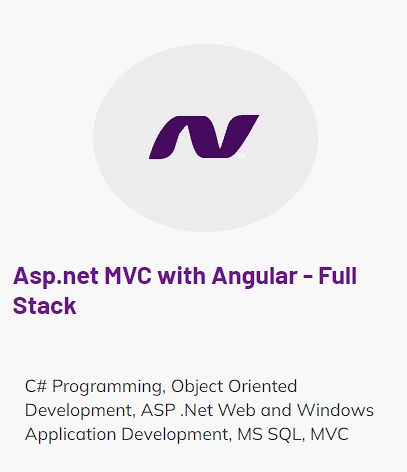 Asp.net MVC with Angular - Full
Stack
C# Programming, Object Oriented
Development, ASP .Net Web and Windows
Application Development, MS SQL, MVC